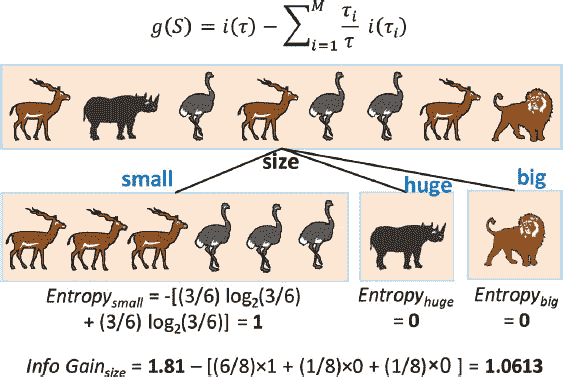 g(S) = i(τ) − ∑_{i=1}^{M} τ_i/τ i(τ_i)
size
small
huge
big
Entropy_small = -[(3/6) log₂(3/6)
+ (3/6) log₂(3/6)] = 1
Entropy_huge
= 0
Entropy_big
= 0
Info Gain_size = 1.81 − [(6/8)×1 + (1/8)×0 + (1/8)×0 ] = 1.0613